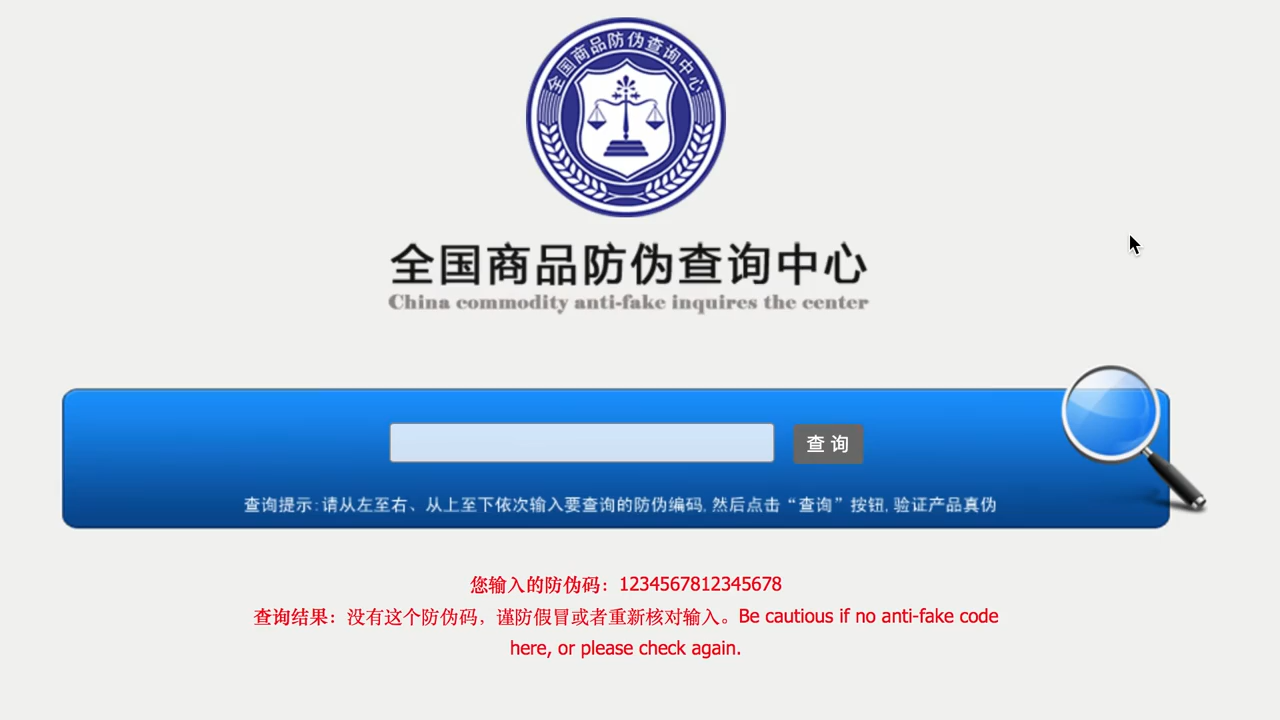 全国商品防伪查询中心
全国商品防伪查询中心
China commodity anti-fake inquires the center
查 询
查询提示:请从左至右、从上至下依次输入要查询的防伪编码,然后点击“查询”按钮,验证产品真伪
您输入的防伪码：1234567812345678
查询结果：没有这个防伪码，谨防假冒或者重新核对输入。Be cautious if no anti-fake code
here, or please check again.